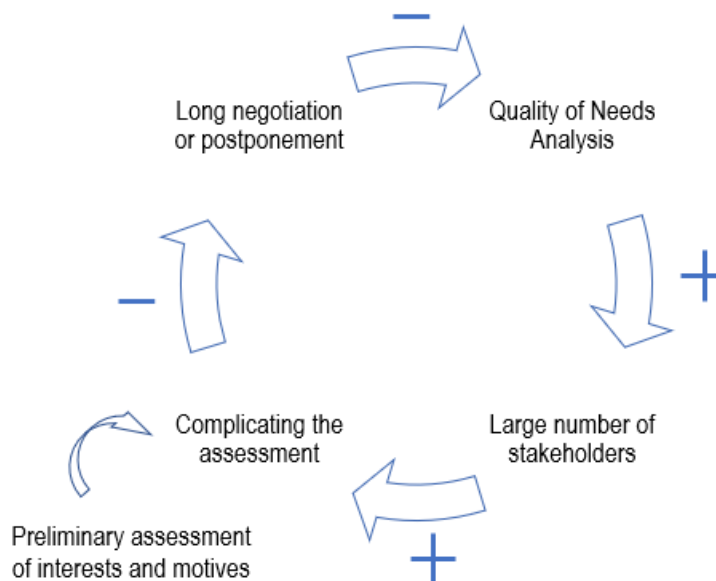 −
Long negotiation
or postponement
Quality of Needs
Analysis
−
+
Complicating the
assessment
Large number of
stakeholders
Preliminary assessment
of interests and motives
+